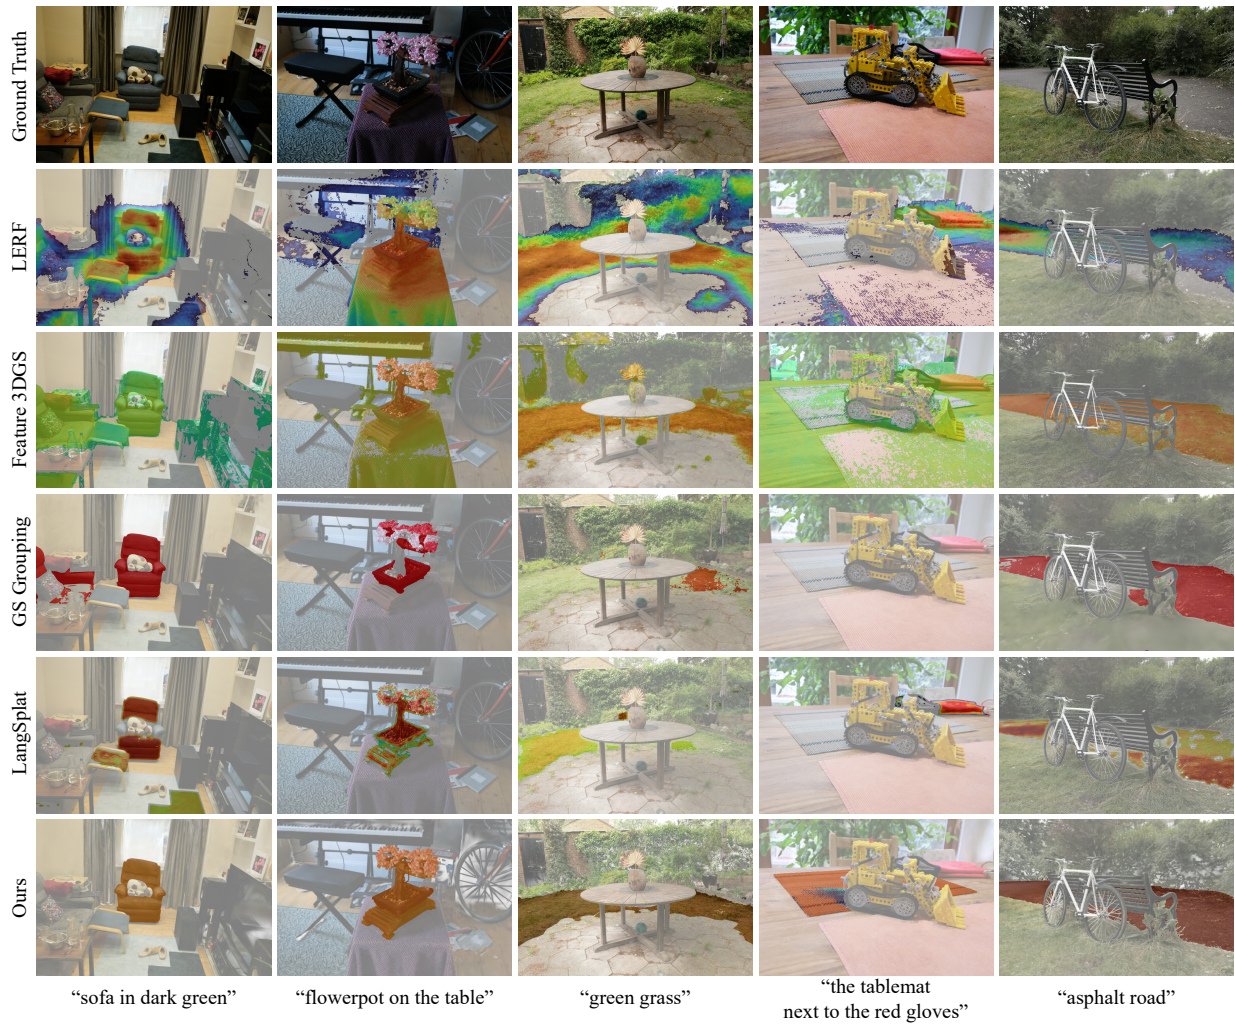 Ground Truth
LERF
Feature 3DGS
GS Grouping
LangSplat
Ours
“sofa in dark green”
“flowerpot on the table”
“green grass”
“the tablemat
next to the red gloves”
“asphalt road”